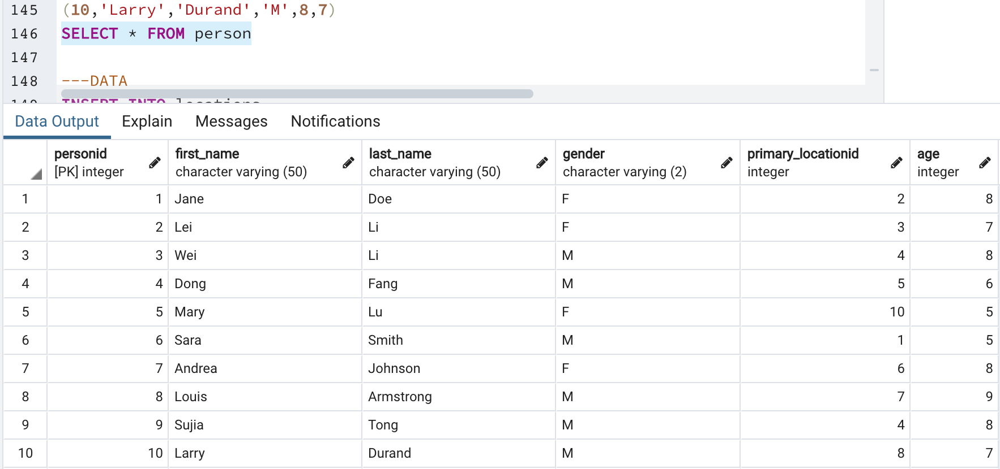 145 (10,'Larry','Durand','M',8,7)
146 SELECT * FROM person
147
148 ---DATA
149 INSERT INTO locations
Data Output Explain Messages Notifications
personid first_name last_name gender primary_locationid age
[PK] integer character varying (50) character varying (50) character varying (2) integer integer
1 1 Jane Doe F 2 8
2 2 Lei Li F 3 7
3 3 Wei Li M 4 8
4 4 Dong Fang M 5 6
5 5 Mary Lu F 10 5
6 6 Sara Smith M 1 5
7 7 Andrea Johnson F 6 8
8 8 Louis Armstrong M 7 9
9 9 Sujia Tong M 4 8
10 10 Larry Durand M 8 7